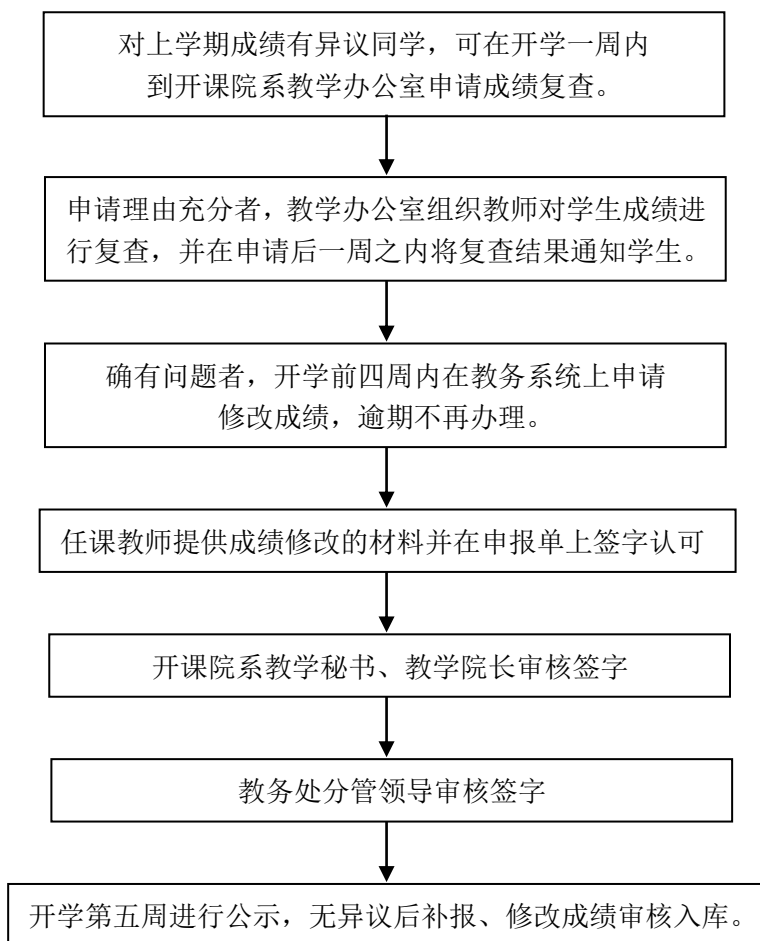 对上学期成绩有异议同学，可在开学一周内
到开课院系教学办公室申请成绩复查。
申请理由充分者，教学办公室组织教师对学生成绩进
行复查，并在申请后一周之内将复查结果通知学生。
确有问题者，开学前四周内在教务系统上申请
修改成绩，逾期不再办理。
任课教师提供成绩修改的材料并在申报单上签字认可
开课院系教学秘书、教学院长审核签字
教务处分管领导审核签字
开学第五周进行公示，无异议后补报、修改成绩审核入库。